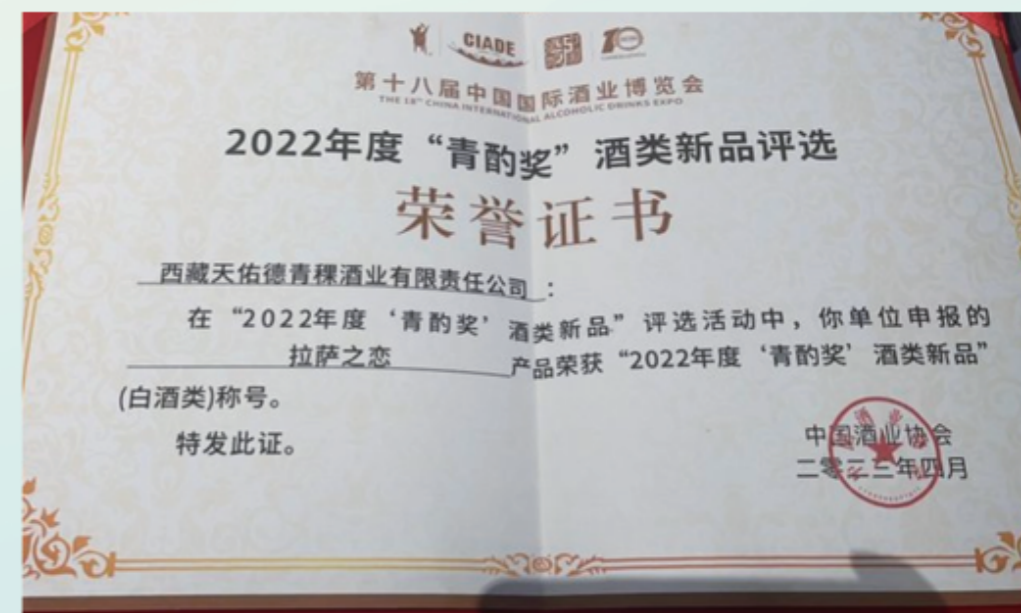 CIADE
第十八届中国国际酒业博览会
THE 18TH CHINA INTERNATIONAL ALCOHOLIC DRINKS EXPO
2022年度“青酌奖”酒类新品评选
荣誉证书
西藏天佑德青稞酒业有限责任公司：
在“2022年度‘青酌奖’酒类新品”评选活动中，你单位申报的
拉萨之恋 产品荣获“2022年度‘青酌奖’酒类新品”
(白酒类)称号。
特发此证。
中国酒业协会
二零二三年四月